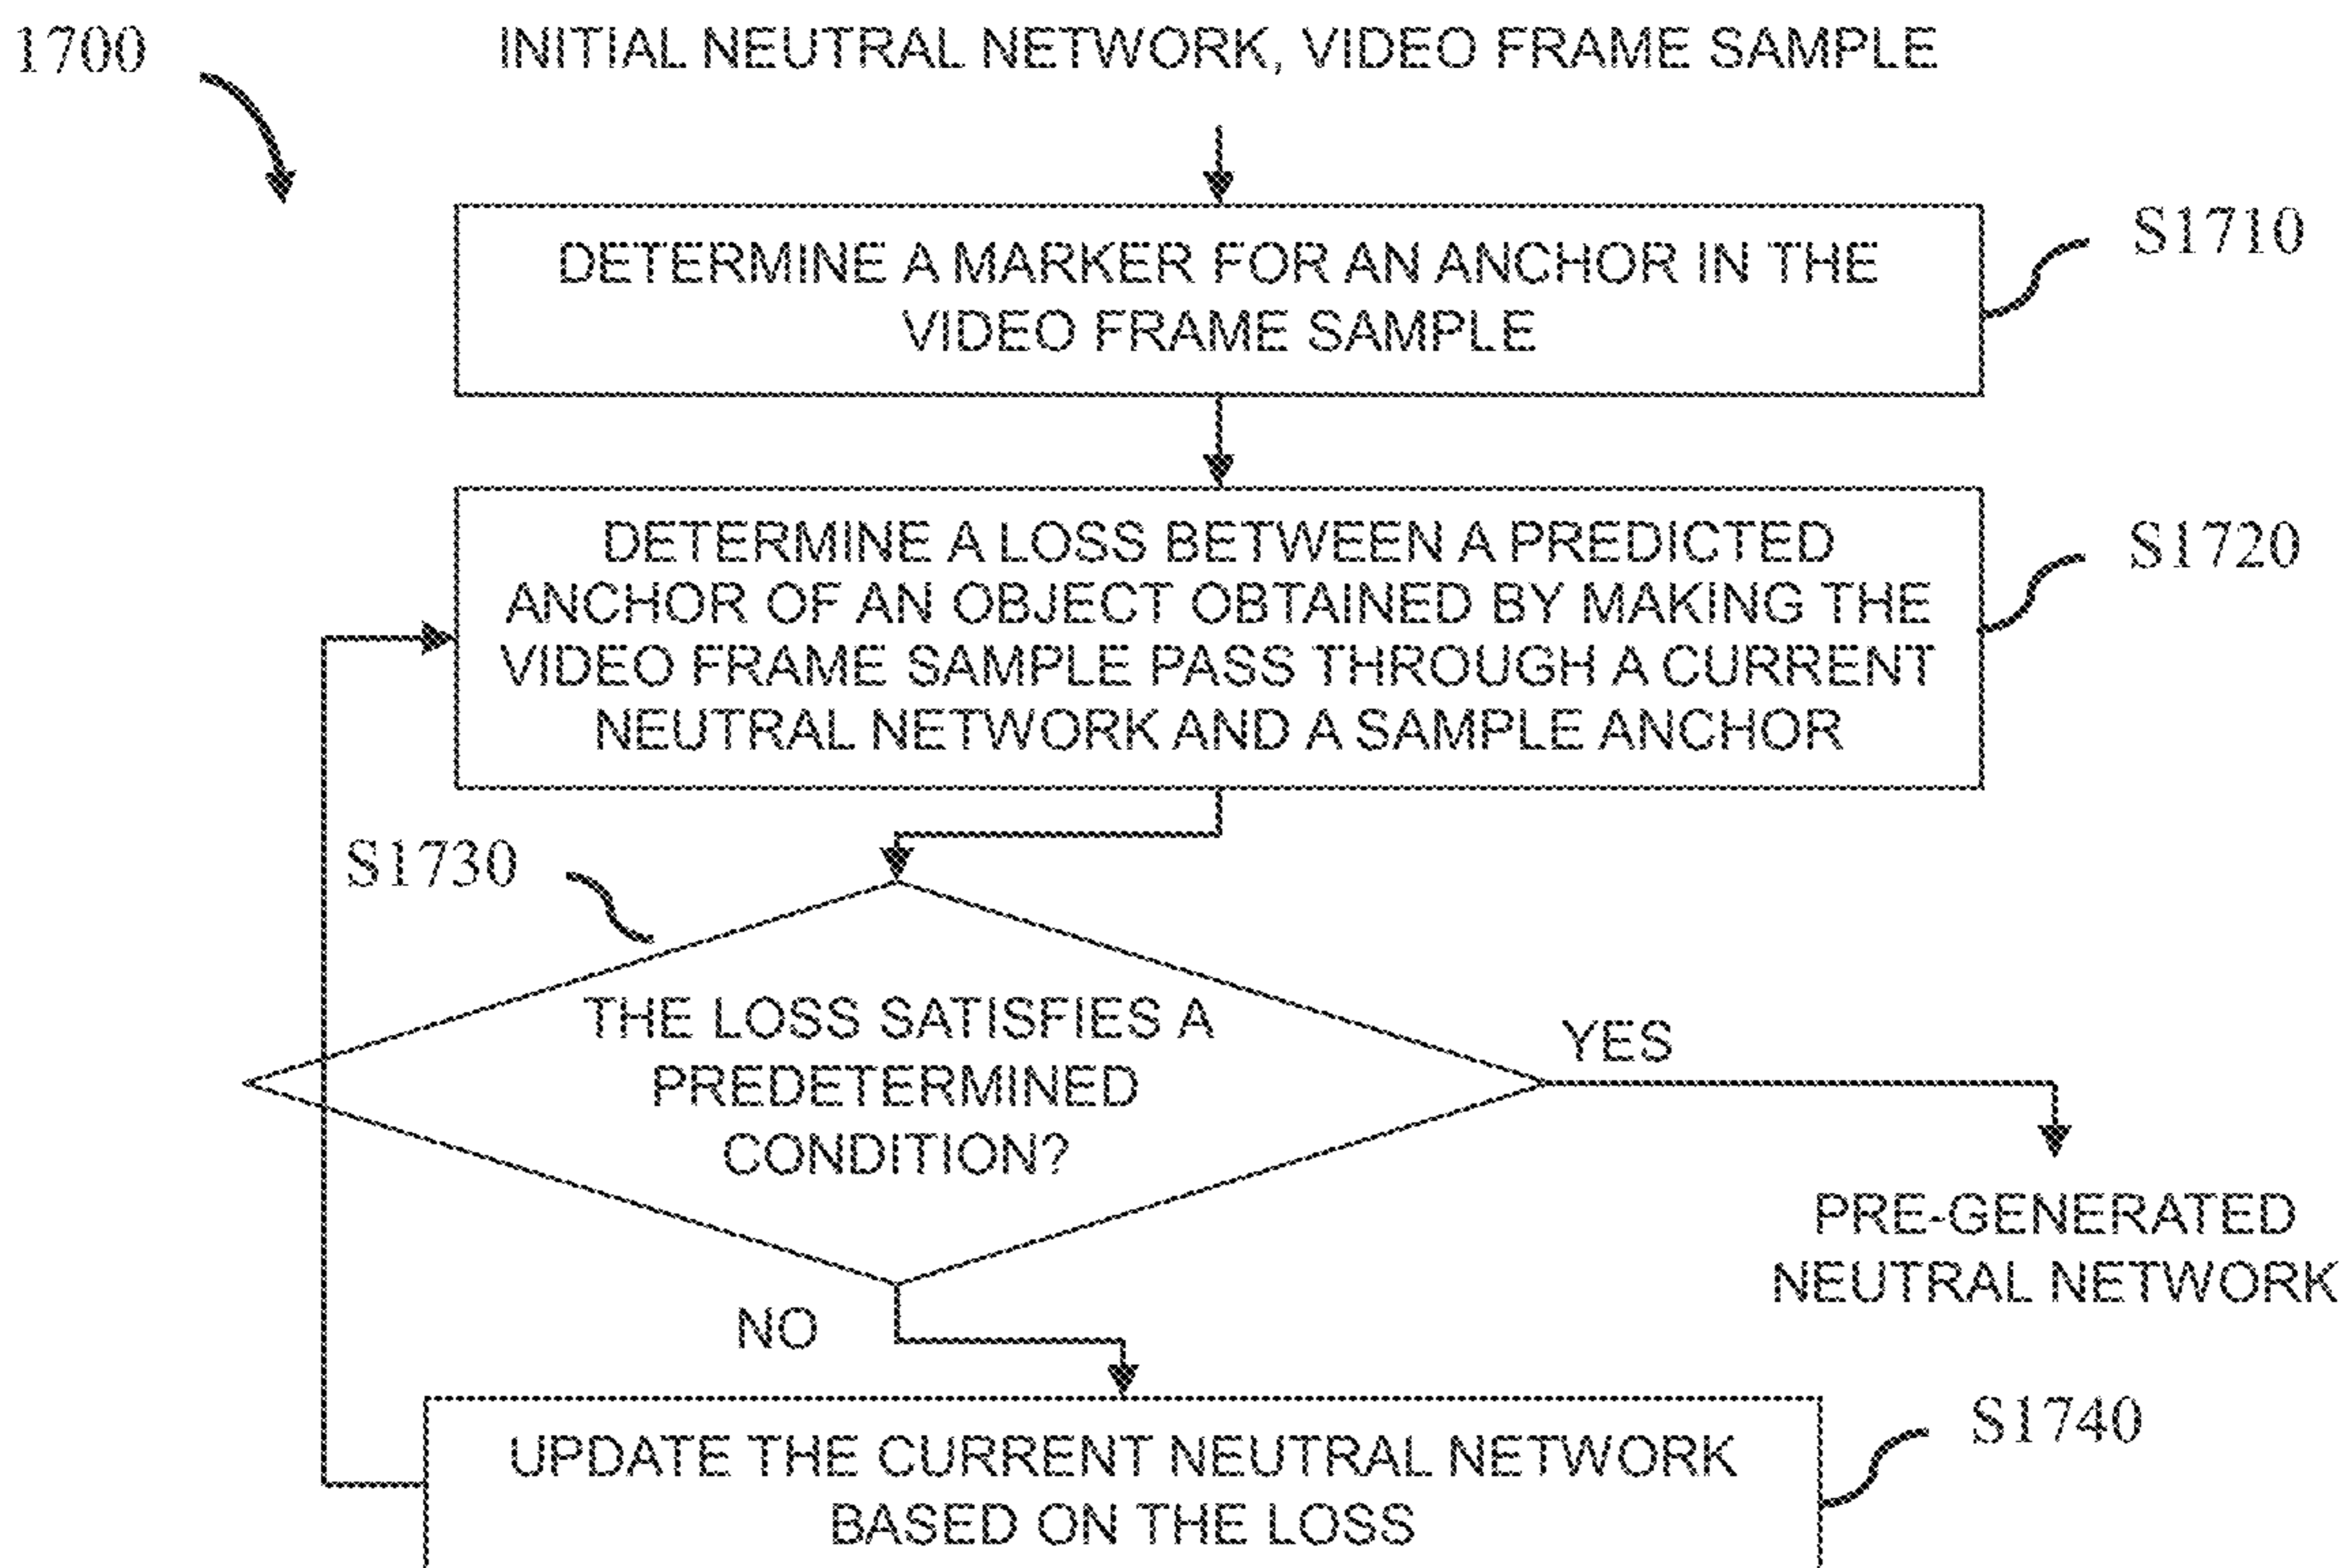 1700
INITIAL NEUTRAL NETWORK, VIDEO FRAME SAMPLE
DETERMINE A MARKER FOR AN ANCHOR IN THE
VIDEO FRAME SAMPLE
S1710
DETERMINE A LOSS BETWEEN A PREDICTED
ANCHOR OF AN OBJECT OBTAINED BY MAKING THE
VIDEO FRAME SAMPLE PASS THROUGH A CURRENT
NEUTRAL NETWORK AND A SAMPLE ANCHOR
S1720
S1730
THE LOSS SATISFIES A
PREDETERMINED
CONDITION?
YES
PRE-GENERATED
NEUTRAL NETWORK
NO
UPDATE THE CURRENT NEUTRAL NETWORK
BASED ON THE LOSS
S1740